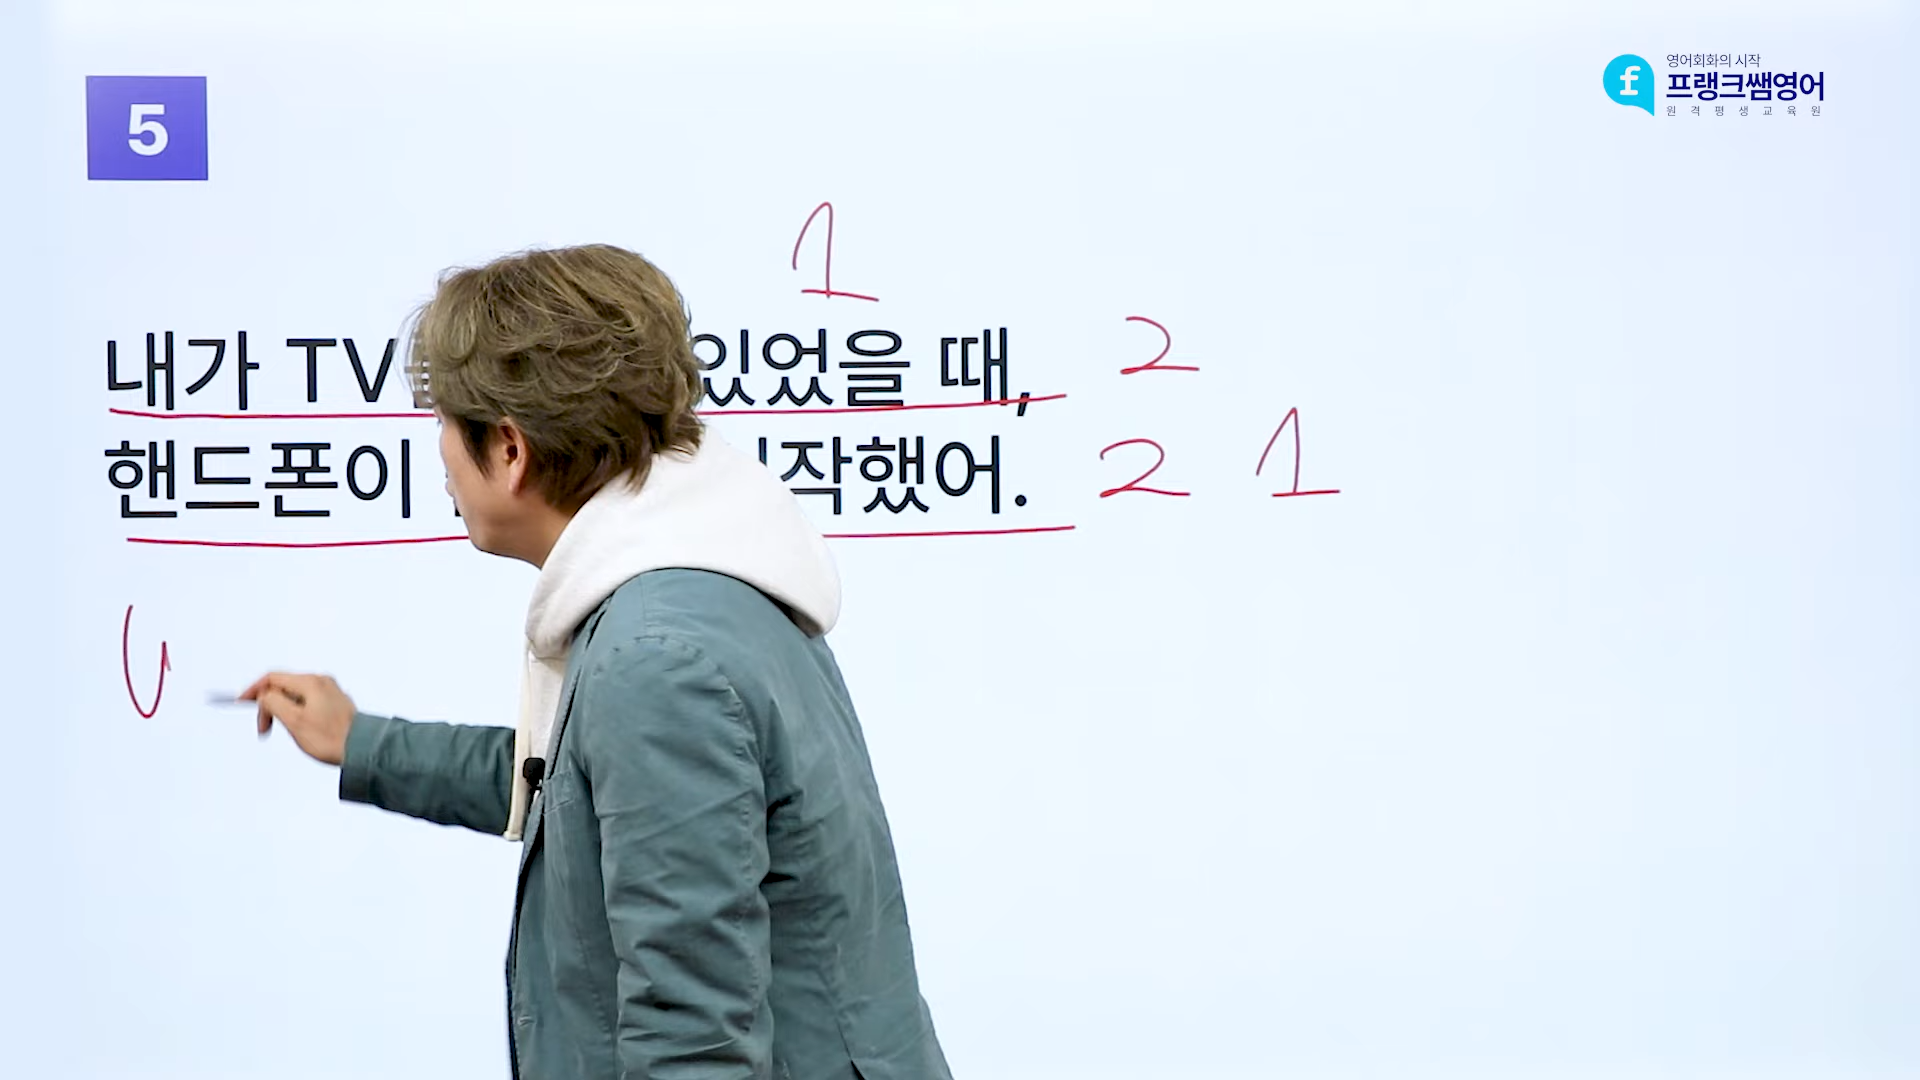 5
영어회화의 시작
프랭크쌤영어
원격평생교육원
1
내가 TV 있었을 때, 2
핸드폰이 시작했어. 2 1